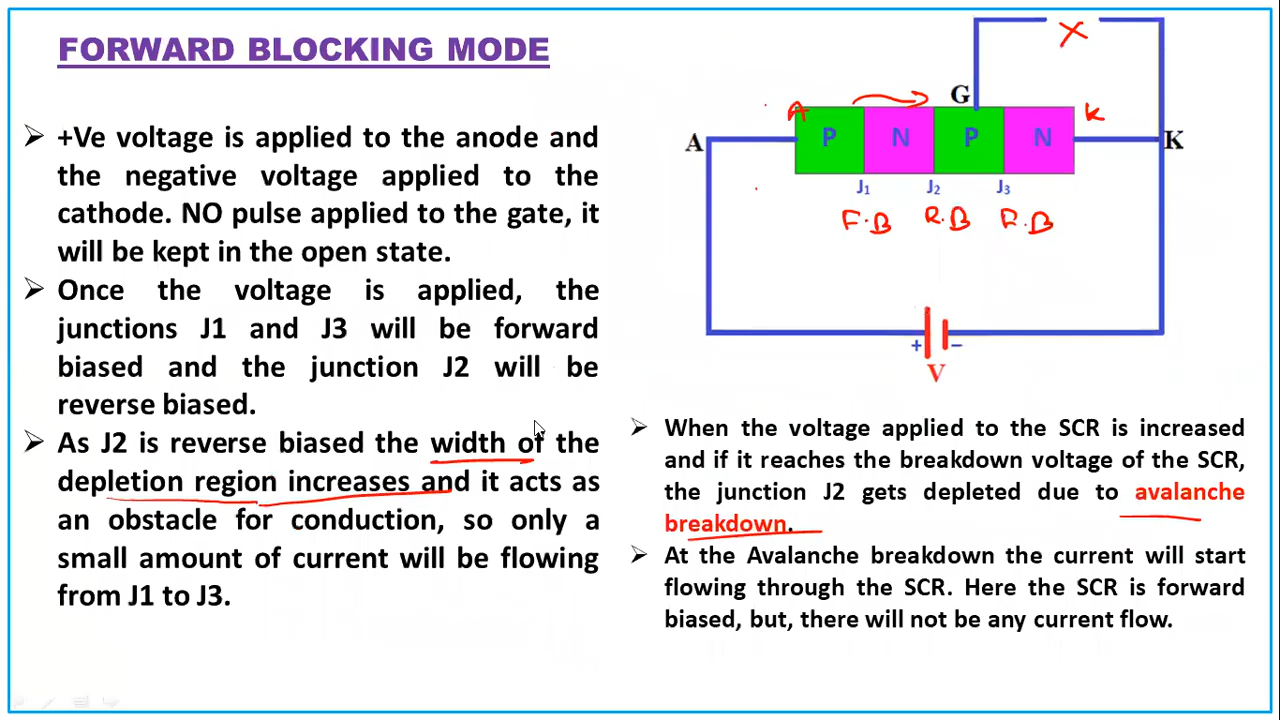 FORWARD BLOCKING MODE
➢ +Ve voltage is applied to the anode and
the negative voltage applied to the
cathode. NO pulse applied to the gate, it
will be kept in the open state.
➢ Once the voltage is applied, the
junctions J1 and J3 will be forward
biased and the junction J2 will be
reverse biased.
➢ As J2 is reverse biased the width of the
depletion region increases and it acts as
an obstacle for conduction, so only a
small amount of current will be flowing
from J1 to J3.
X
G
A K
A P N P N K
J1 J2 J3
F.B R.B F.B
+ −
V
➢ When the voltage applied to the SCR is increased
and if it reaches the breakdown voltage of the SCR,
the junction J2 gets depleted due to avalanche
breakdown.
➢ At the Avalanche breakdown the current will start
flowing through the SCR. Here the SCR is forward
biased, but, there will not be any current flow.